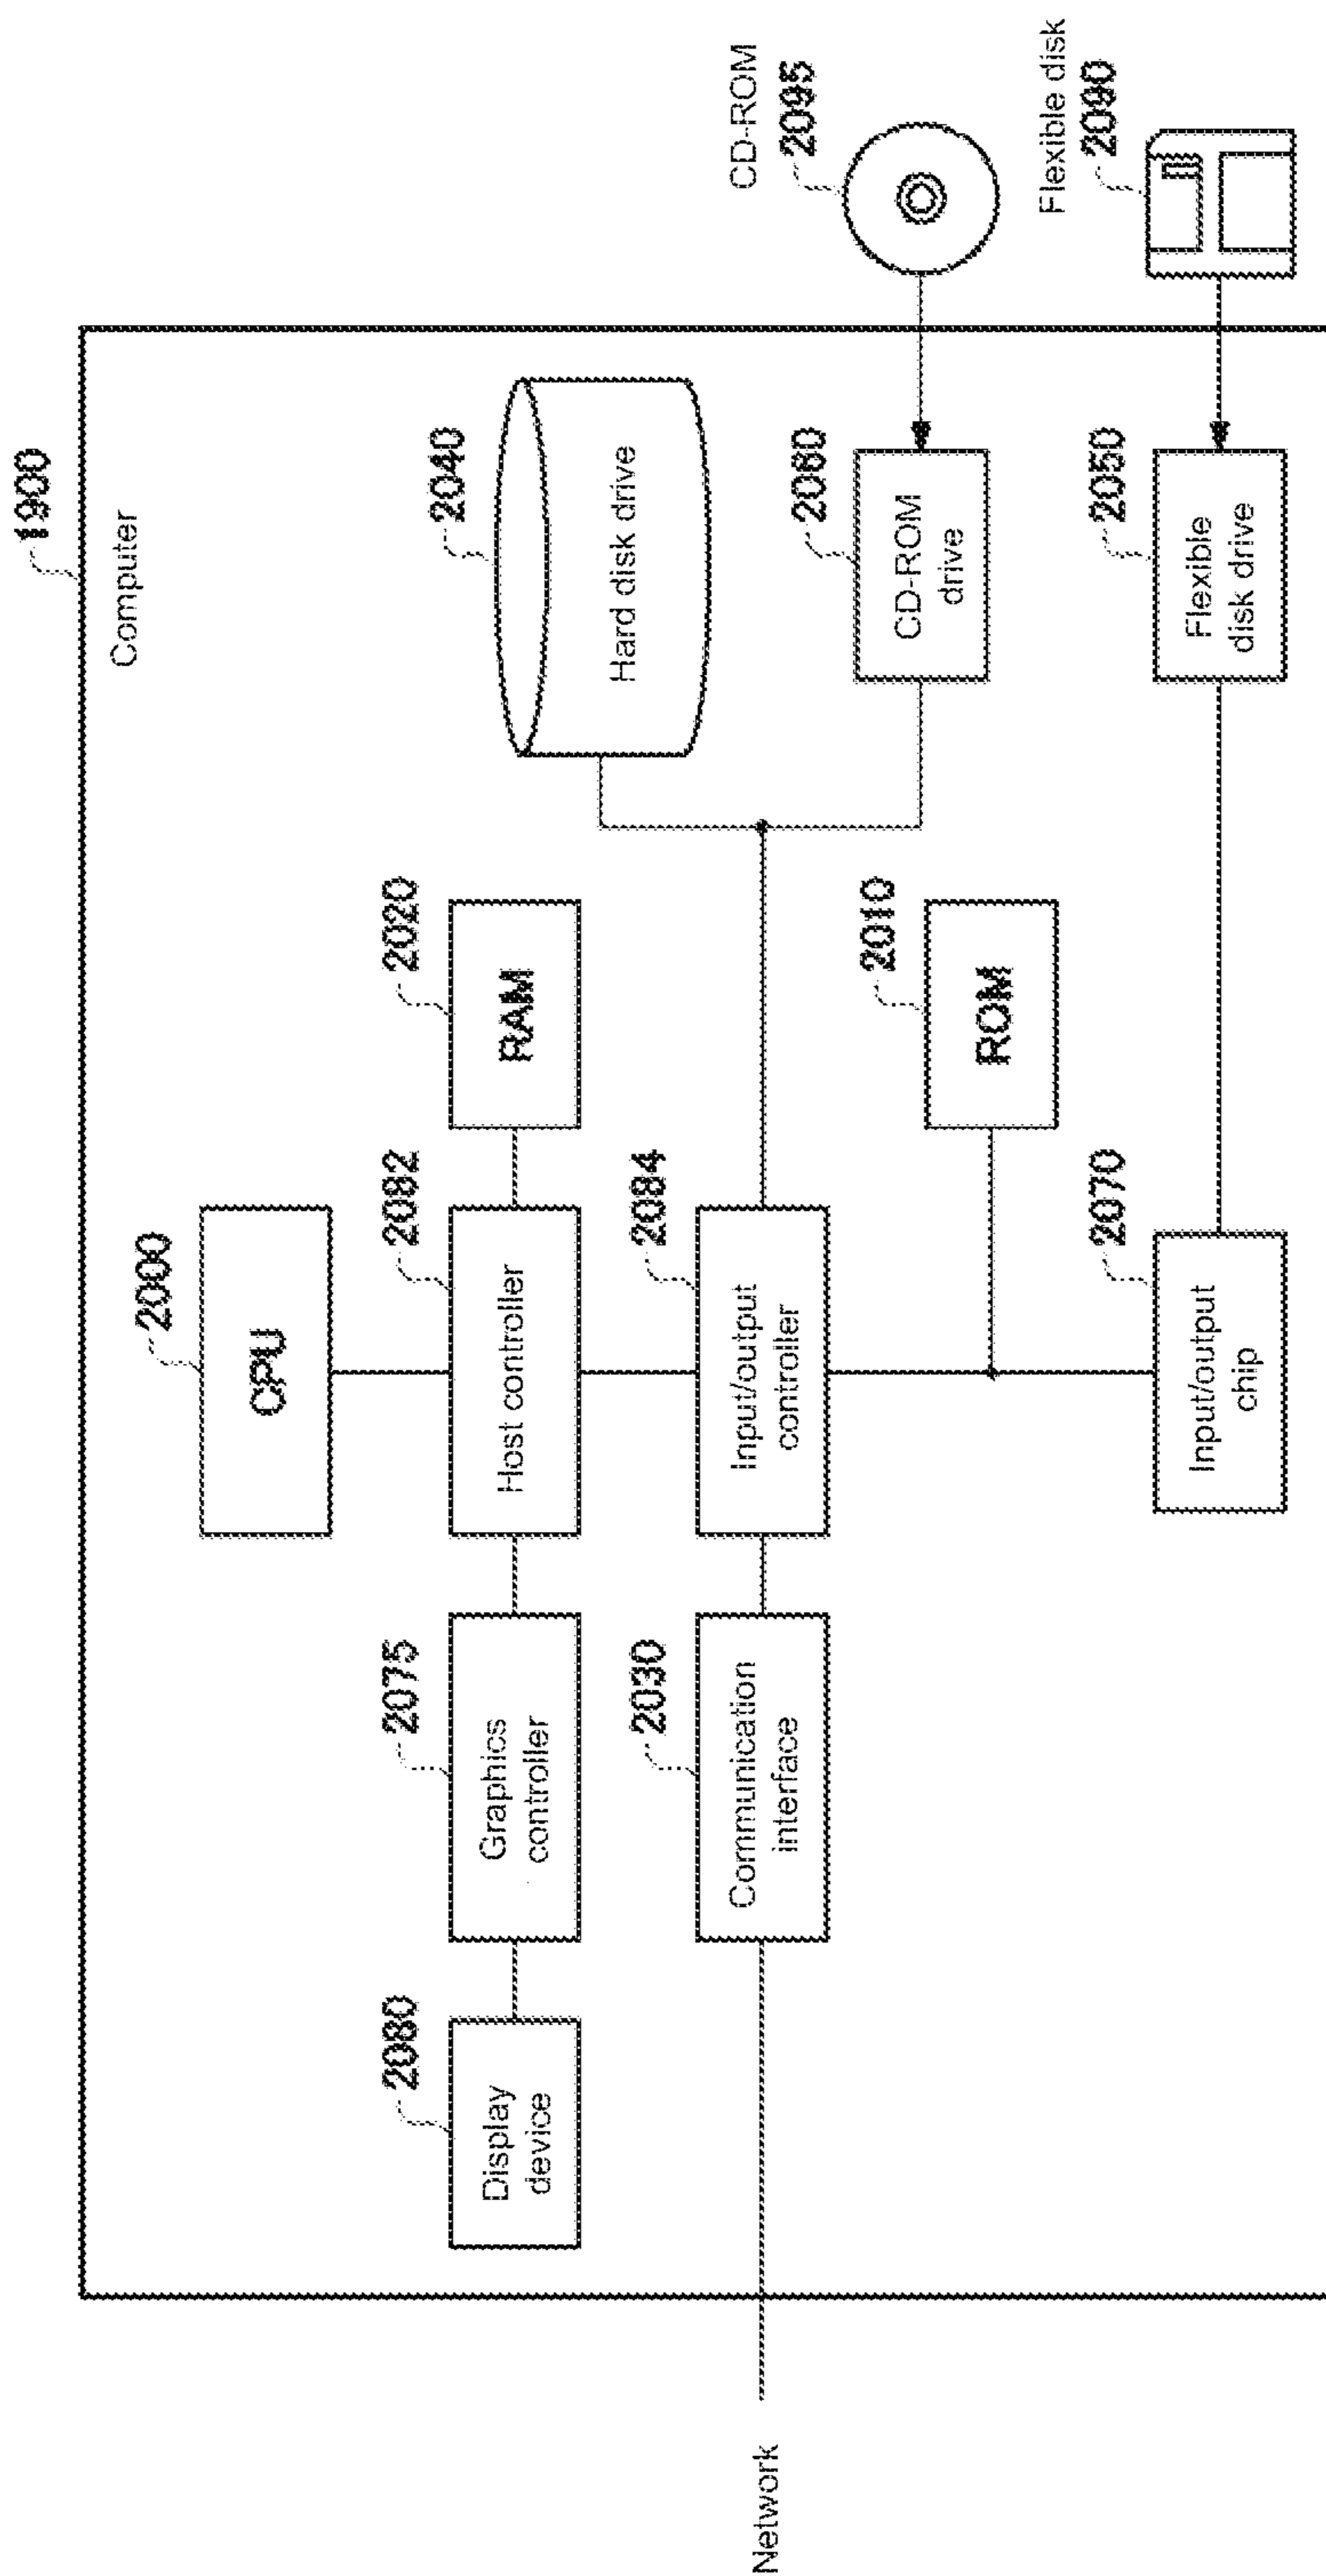 1900
Computer
2000
CPU
2080
Display
device
2075
Graphics
controller
2082
Host controller
2020
RAM
2040
Hard disk drive
Network
2030
Communication
interface
2084
Input/output
controller
2010
ROM
2060
CD-ROM
drive
CD-ROM
2095
2070
Input/output
chip
2050
Flexible
disk drive
Flexible disk
2090